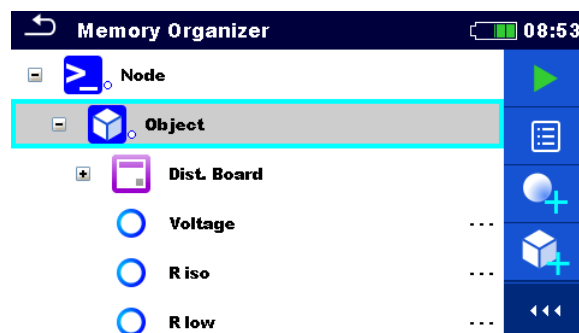 Memory Organizer 08:53
Node
Object
Dist. Board
Voltage ---
R iso ---
R low ---